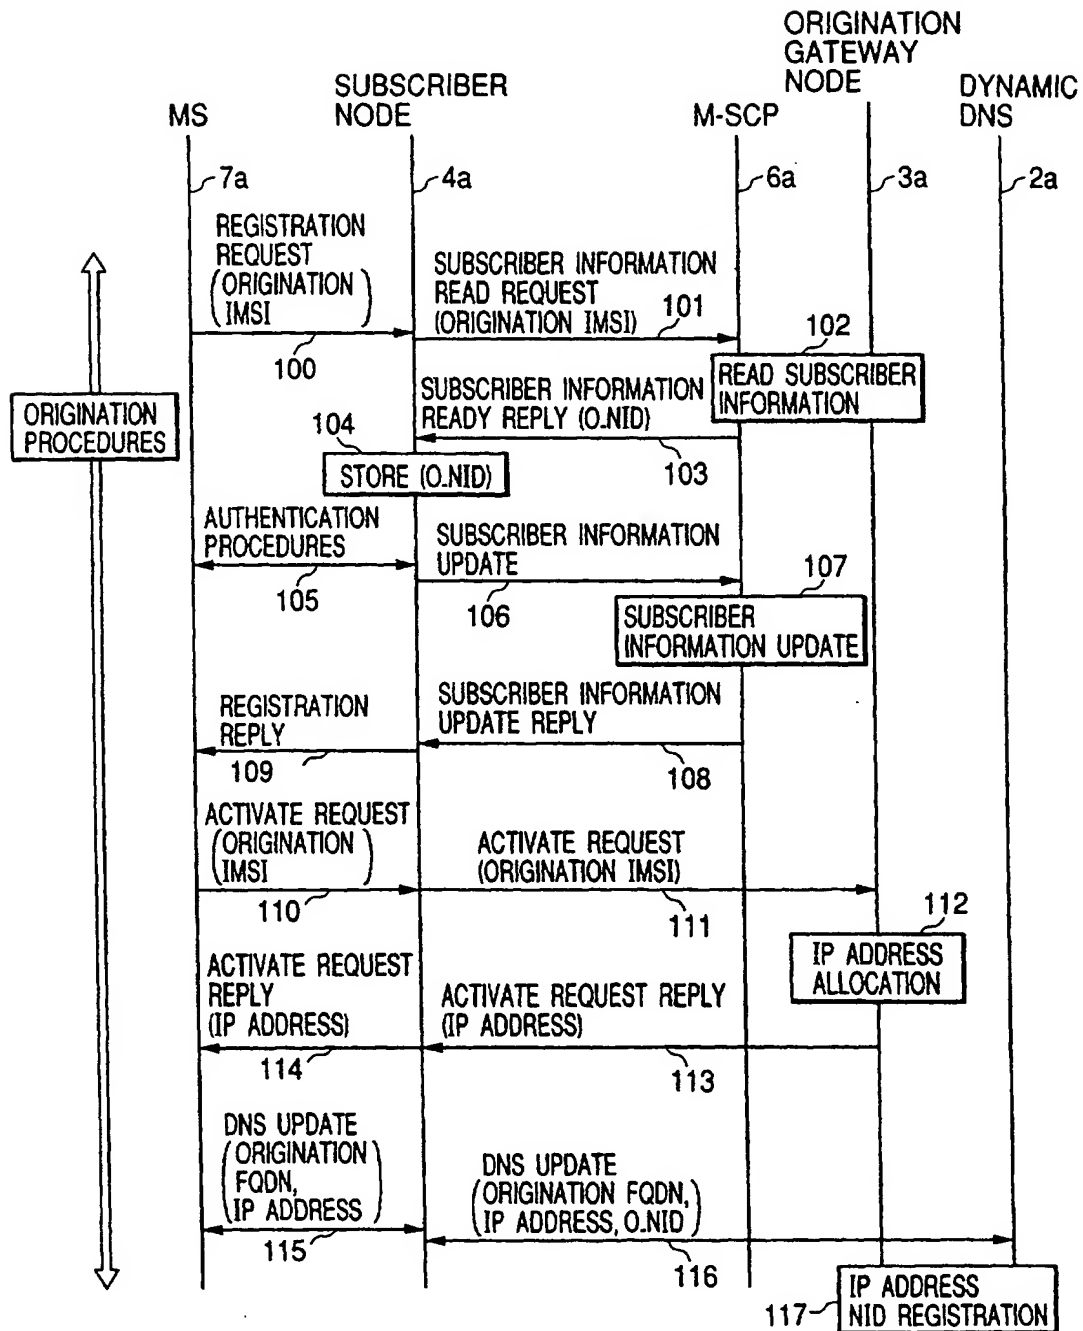 ORIGINATION
GATEWAY
NODE
SUBSCRIBER
NODE
DYNAMIC
DNS
MS
M-SCP
7a
4a
6a
3a
2a
REGISTRATION
REQUEST
(ORIGINATION
IMSI)
100
SUBSCRIBER INFORMATION
READ REQUEST
(ORIGINATION IMSI)
101
102
READ SUBSCRIBER
INFORMATION
ORIGINATION
PROCEDURES
SUBSCRIBER INFORMATION
READY REPLY (O_NID)
103
104
STORE (O_NID)
AUTHENTICATION
PROCEDURES
105
SUBSCRIBER INFORMATION
UPDATE
106
107
SUBSCRIBER
INFORMATION UPDATE
SUBSCRIBER INFORMATION
UPDATE REPLY
108
REGISTRATION
REPLY
109
ACTIVATE REQUEST
(ORIGINATION
IMSI)
110
ACTIVATE REQUEST
(ORIGINATION IMSI)
111
112
IP ADDRESS
ALLOCATION
ACTIVATE REQUEST
REPLY
(IP ADDRESS)
114
ACTIVATE REQUEST REPLY
(IP ADDRESS)
113
DNS UPDATE
(ORIGINATION
FQDN,
IP ADDRESS)
115
DNS UPDATE
(ORIGINATION FQDN,
IP ADDRESS, O_NID)
116
117
IP ADDRESS
NID REGISTRATION